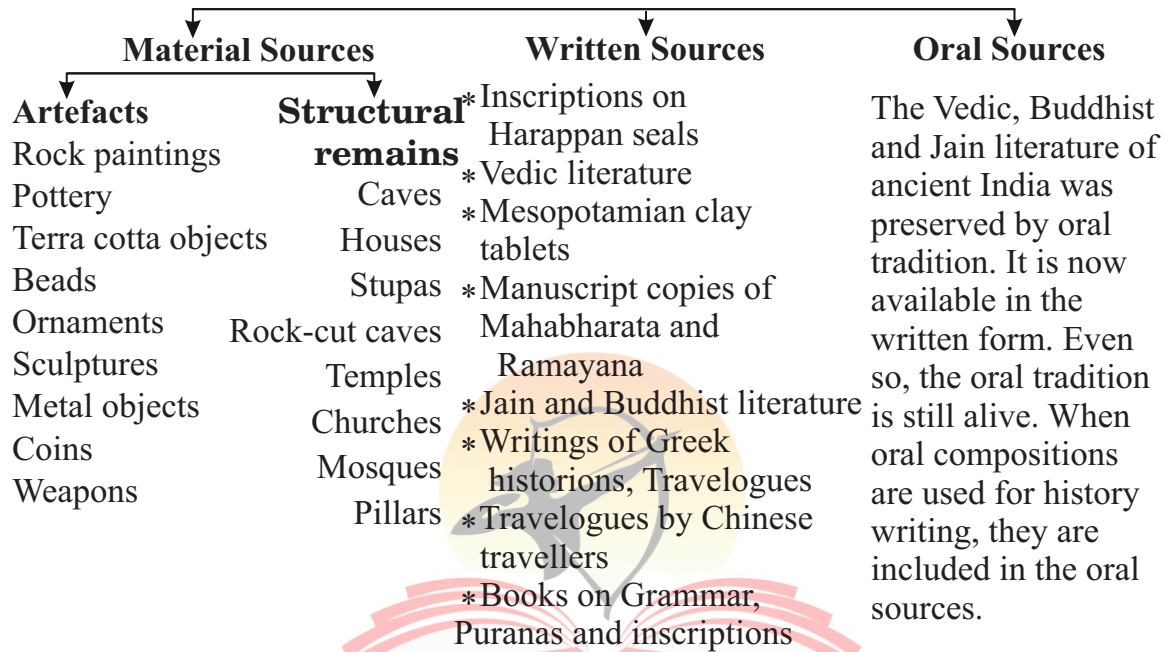 Material Sources
Written Sources
Oral Sources
Artefacts
Rock paintings
Pottery
Terra cotta objects
Beads
Ornaments
Sculptures
Metal objects
Coins
Weapons
Structural
remains
Caves
Houses
Stupas
Rock-cut caves
Temples
Churches
Mosques
Pillars
*Inscriptions on
Harappan seals
*Vedic literature
*Mesopotamian clay
tablets
*Manuscript copies of
Mahabharata and
Ramayana
*Jain and Buddhist literature
*Writings of Greek
historions, Travelogues
*Travelogues by Chinese
travellers
*Books on Grammar,
Puranas and inscriptions
The Vedic, Buddhist
and Jain literature of
ancient India was
preserved by oral
tradition. It is now
available in the
written form. Even
so, the oral tradition
is still alive. When
oral compositions
are used for history
writing, they are
included in the oral
sources.